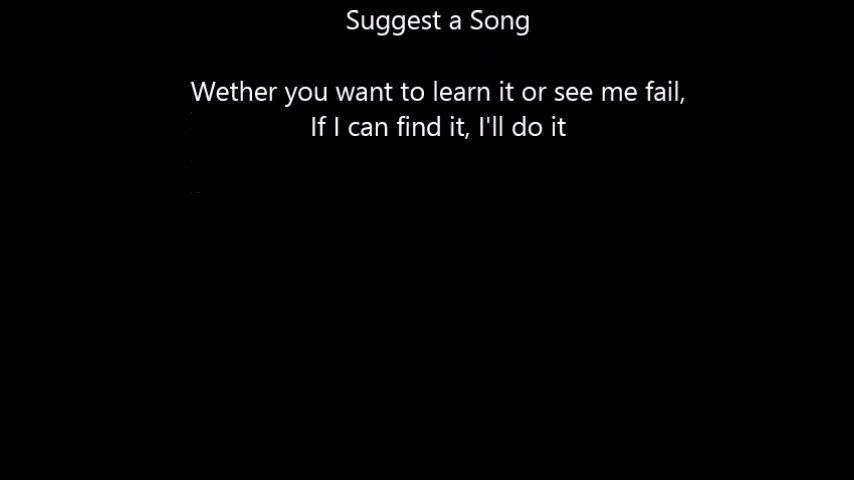 Suggest a Song
Wether you want to learn it or see me fail,
If I can find it, I'll do it